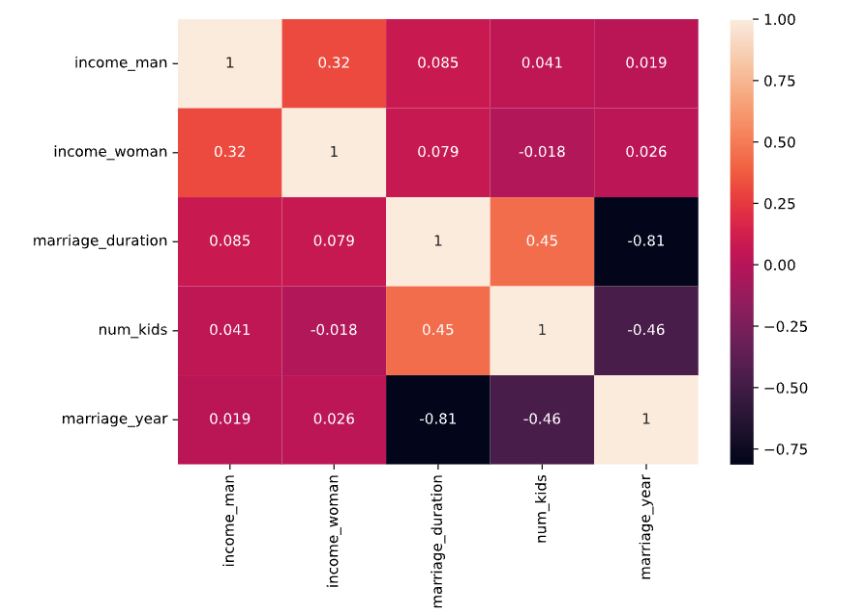 income_man 1 0.32 0.085 0.041 0.019
income_woman 0.32 1 0.079 -0.018 0.026
marriage_duration 0.085 0.079 1 0.45 -0.81
num_kids 0.041 -0.018 0.45 1 -0.46
marriage_year 0.019 0.026 -0.81 -0.46 1
income_man
income_woman
marriage_duration
num_kids
marriage_year
1.00
0.75
0.50
0.25
0.00
−0.25
−0.50
−0.75